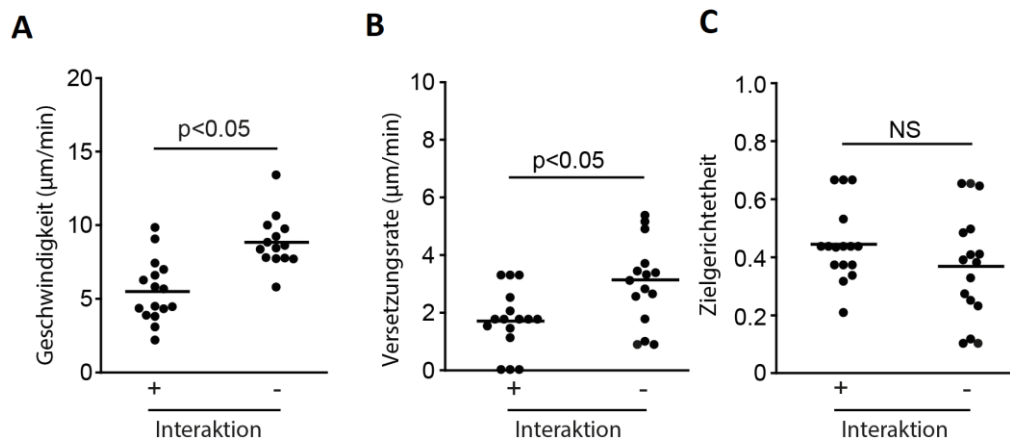 A
Geschwindigkeit (µm/min)
20
15
10
5
0
p<0.05
+
-
Interaktion
B
Versetzungsrate (µm/min)
10
8
6
4
2
0
p<0.05
+
-
Interaktion
C
Zielgerichtetheit
1.0
0.8
0.6
0.4
0.2
0
NS
+
-
Interaktion